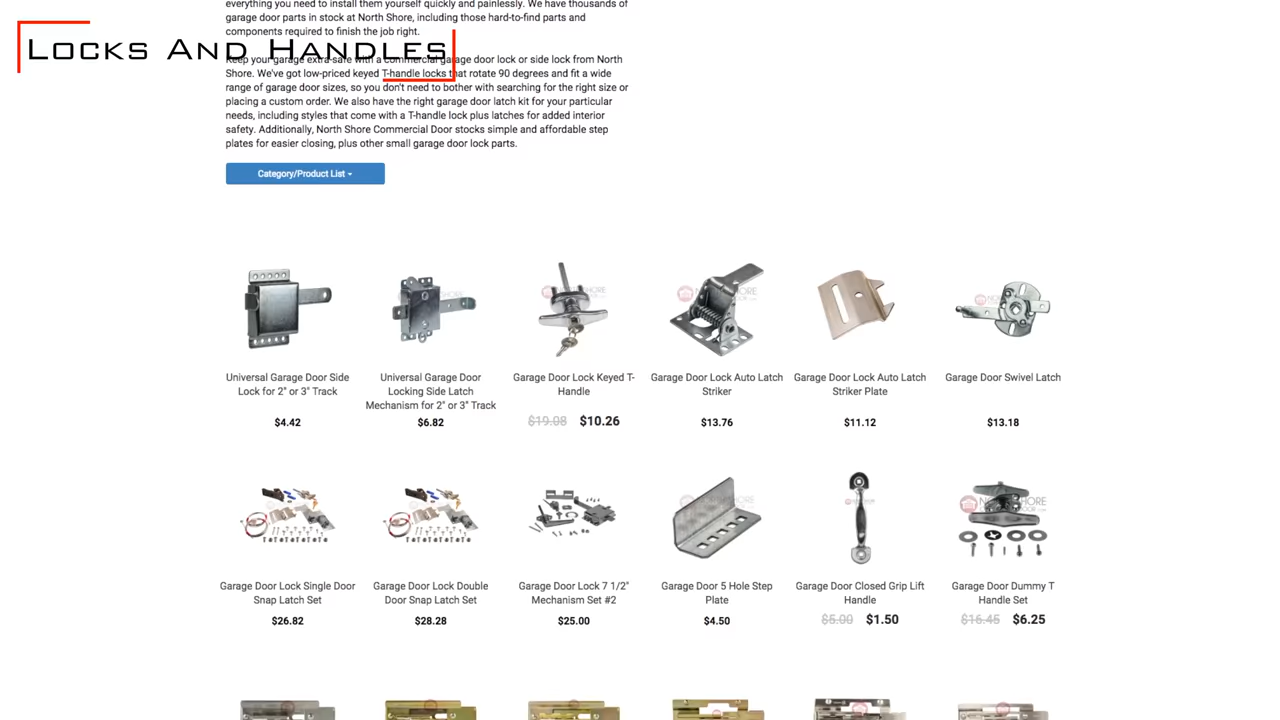 everything you need to install them yourself quickly and painlessly. We have thousands of
garage door parts in stock at North Shore, including those hard-to-find parts and
components required to finish the job right.
Locks And Handles
Keep your garage extra-safe with a commercial garage door lock or side lock from North
Shore. We've got low-priced keyed T-handle locks that rotate 90 degrees and fit a wide
range of garage door sizes, so you don't need to bother with searching for the right size or
placing a custom order. We also have the right garage door latch kit for your particular
needs, including styles that come with a T-handle lock plus latches for added interior
safety. Additionally, North Shore Commercial Door stocks simple and affordable step
plates for easier closing, plus other small garage door lock parts.
Category/Product List
Universal Garage Door Side
Lock for 2" or 3" Track
$4.42
Universal Garage Door
Locking Side Latch
Mechanism for 2" or 3" Track
$6.82
Garage Door Lock Keyed T-
Handle
$19.08 $10.26
Garage Door Lock Auto Latch
Striker
$13.76
Garage Door Lock Auto Latch
Striker Plate
$11.12
Garage Door Swivel Latch
$13.18
Garage Door Lock Single Door
Snap Latch Set
$26.82
Garage Door Lock Double
Door Snap Latch Set
$28.28
Garage Door Lock 7 1/2"
Mechanism Set #2
$25.00
Garage Door 5 Hole Step
Plate
$4.50
Garage Door Closed Grip Lift
Handle
$5.00 $1.50
Garage Door Dummy T
Handle Set
$16.45 $6.25